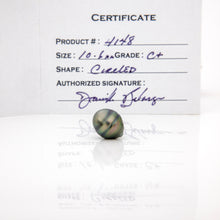 CERTIFICATE
PRODUCT #: 4148
SIZE: 10.6mm GRADE: C+
SHAPE: CIRCLED
AUTHORIZED SIGNATURE: